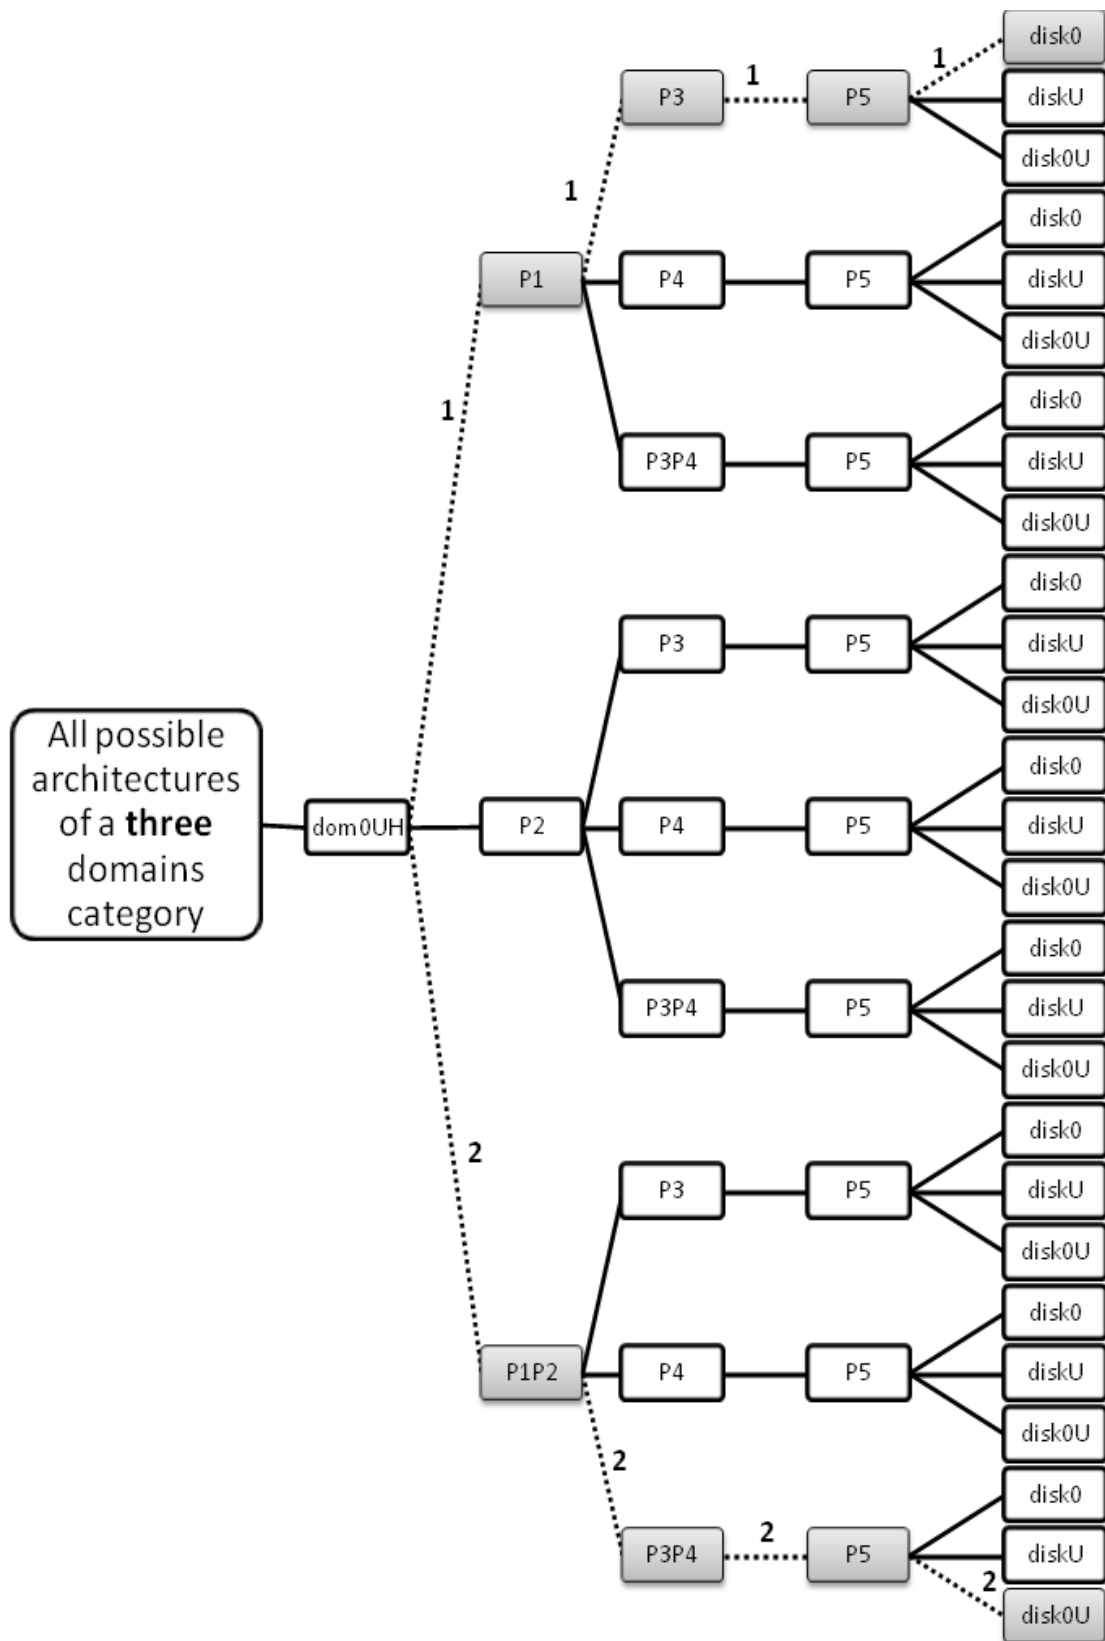 disk0
1
1
P3
P5
diskU
disk0U
1
disk0
P1
P4
P5
diskU
disk0U
1
disk0
P3P4
P5
diskU
disk0U
disk0
P3
P5
diskU
disk0U
All possible
architectures
of a three
domains
category
dom0UH
P2
disk0
P4
P5
diskU
disk0U
disk0
P3P4
P5
diskU
disk0U
2
disk0
P3
P5
diskU
disk0U
disk0
P1P2
P4
P5
diskU
disk0U
2
disk0
2
P3P4
P5
diskU
2
disk0U